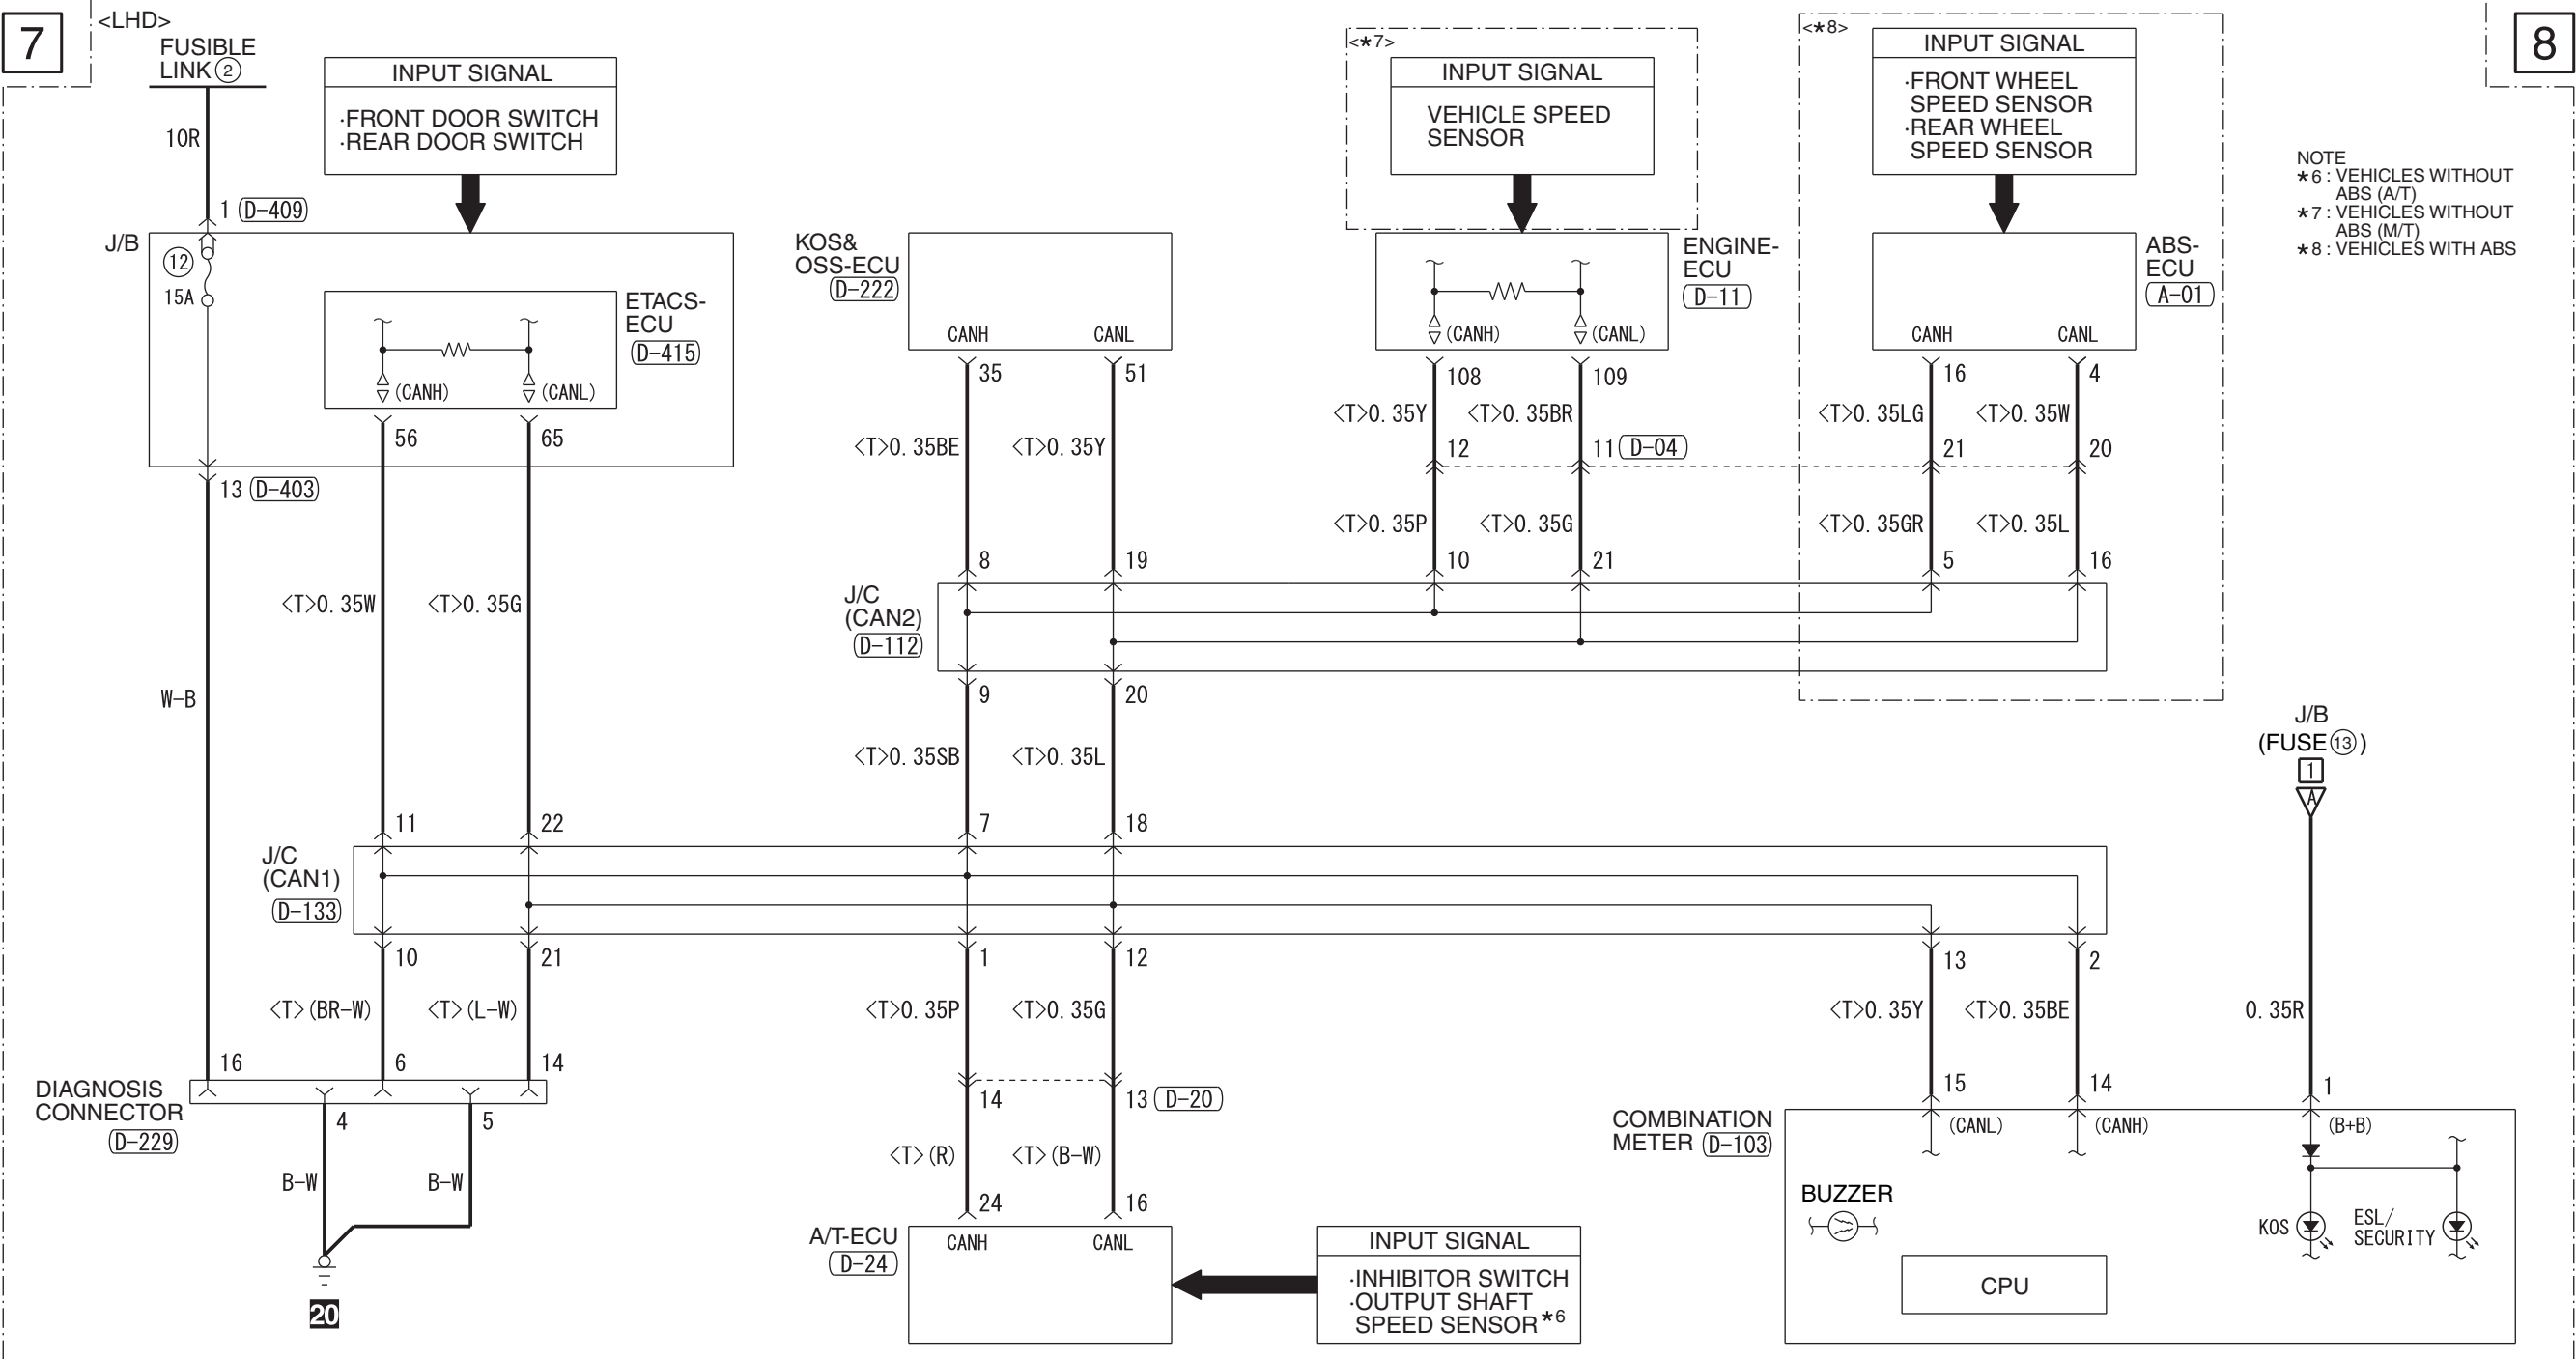 7
<LHD>
FUSIBLE
LINK ②
10R
1 D-409
J/B
⑫
15A
INPUT SIGNAL
·FRONT DOOR SWITCH
·REAR DOOR SWITCH
ETACS-
ECU
D-415
(CANH)
(CANL)
56
65
13 D-403
<T>0. 35W
<T>0. 35G
W-B
KOS&
OSS-ECU
D-222
CANH
CANL
35
51
<T>0. 35BE
<T>0. 35Y
8
19
<*7>
INPUT SIGNAL
VEHICLE SPEED
SENSOR
ENGINE-
ECU
D-11
(CANH)
(CANL)
108
109
<T>0. 35Y
<T>0. 35BR
12
11 D-04
<T>0. 35P
<T>0. 35G
10
21
<*8>
INPUT SIGNAL
·FRONT WHEEL
SPEED SENSOR
·REAR WHEEL
SPEED SENSOR
ABS-
ECU
A-01
CANH
CANL
16
4
<T>0. 35LG
<T>0. 35W
21
20
<T>0. 35GR
<T>0. 35L
5
16
8
NOTE
*6 : VEHICLES WITHOUT
ABS (A/T)
*7 : VEHICLES WITHOUT
ABS (M/T)
*8 : VEHICLES WITH ABS
J/C
(CAN2)
D-112
9
20
<T>0. 35SB
<T>0. 35L
11
22
7
18
J/C
(CAN1)
D-133
10
21
1
12
13
2
<T>(BR-W)
<T>(L-W)
<T>0. 35P
<T>0. 35G
<T>0. 35Y
<T>0. 35BE
J/B
(FUSE ⑬)
1
A
0. 35R
16
6
14
DIAGNOSIS
CONNECTOR
D-229
4
5
B-W
B-W
20
14
13 D-20
<T>(R)
<T>(B-W)
24
16
A/T-ECU
D-24
CANH
CANL
INPUT SIGNAL
·INHIBITOR SWITCH
·OUTPUT SHAFT
SPEED SENSOR *6
15
14
1
COMBINATION
METER D-103
(CANL)
(CANH)
(B+B)
BUZZER
CPU
KOS
ESL/
SECURITY